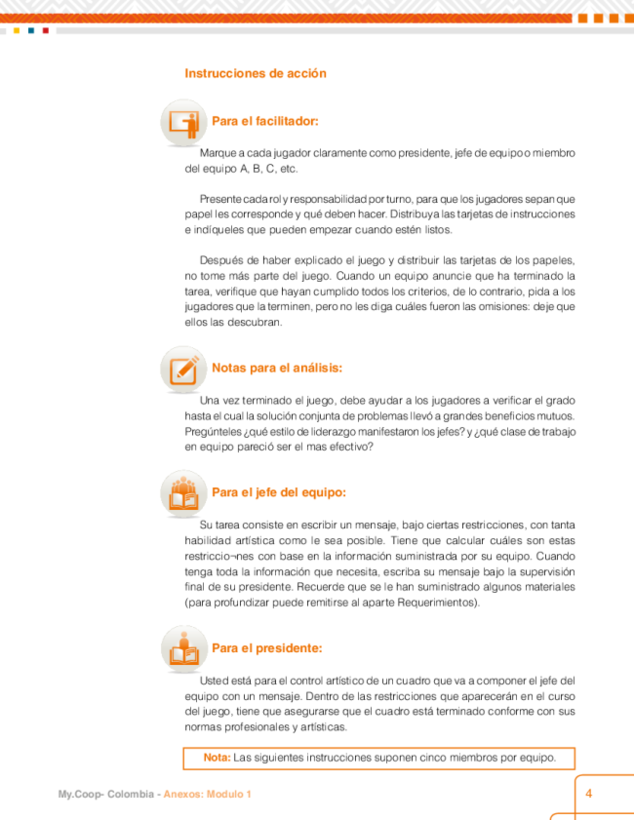 Instrucciones de acción
Para el facilitador:
Marque a cada jugador claramente como presidente, jefe de equipo o miembro
del equipo A, B, C, etc.
Presente cada rol y responsabilidad por turno, para que los jugadores sepan que
papel les corresponde y qué deben hacer. Distribuya las tarjetas de instrucciones
e indíqueles que pueden empezar cuando estén listos.
Después de haber explicado el juego y distribuir las tarjetas de los papeles,
no tome más parte del juego. Cuando un equipo anuncie que ha terminado la
tarea, verifique que hayan cumplido todos los criterios, de lo contrario, pida a los
jugadores que la terminen, pero no les diga cuáles fueron las omisiones: deje que
ellos las descubran.
Notas para el análisis:
Una vez terminado el juego, debe ayudar a los jugadores a verificar el grado
hasta el cual la solución conjunta de problemas llevó a grandes beneficios mutuos.
Pregúnteles ¿qué estilo de liderazgo manifestaron los jefes? y ¿qué clase de trabajo
en equipo pareció ser el mas efectivo?
Para el jefe del equipo:
Su tarea consiste en escribir un mensaje, bajo ciertas restricciones, con tanta
habilidad artística como le sea posible. Tiene que calcular cuáles son estas
restriccio¬nes con base en la información suministrada por su equipo. Cuando
tenga toda la información que necesita, escriba su mensaje bajo la supervisión
final de su presidente. Recuerde que se le han suministrado algunos materiales
(para profundizar puede remitirse al aparte Requerimientos).
Para el presidente:
Usted está para el control artístico de un cuadro que va a componer el jefe del
equipo con un mensaje. Dentro de las restricciones que aparecerán en el curso
del juego, tiene que asegurarse que el cuadro está terminado conforme con sus
normas profesionales y artísticas.
Nota: Las siguientes instrucciones suponen cinco miembros por equipo.
My.Coop- Colombia - Anexos: Modulo 1
4